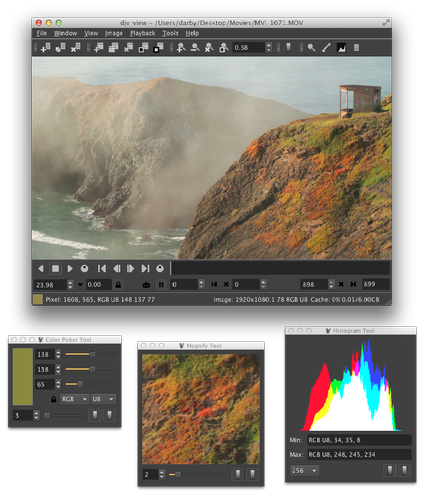 djv_view - /Users/darby/Desktop/Movies/MVI_1071.MOV
File Window View Image Playback Tools Help
0.38
23.98 0.00 0 0 898 899
Pixel: 1608, 565, RGB U8 148 137 77 Image: 1920x1080:1.78 RGB U8 Cache: 0% 0.01/6.00GB
Color Picker Tool
138
138
65
RGB U8
3
Magnify Tool
2
Histogram Tool
Min: RGB U8, 34, 35, 8
Max: RGB U8, 248, 245, 234
256